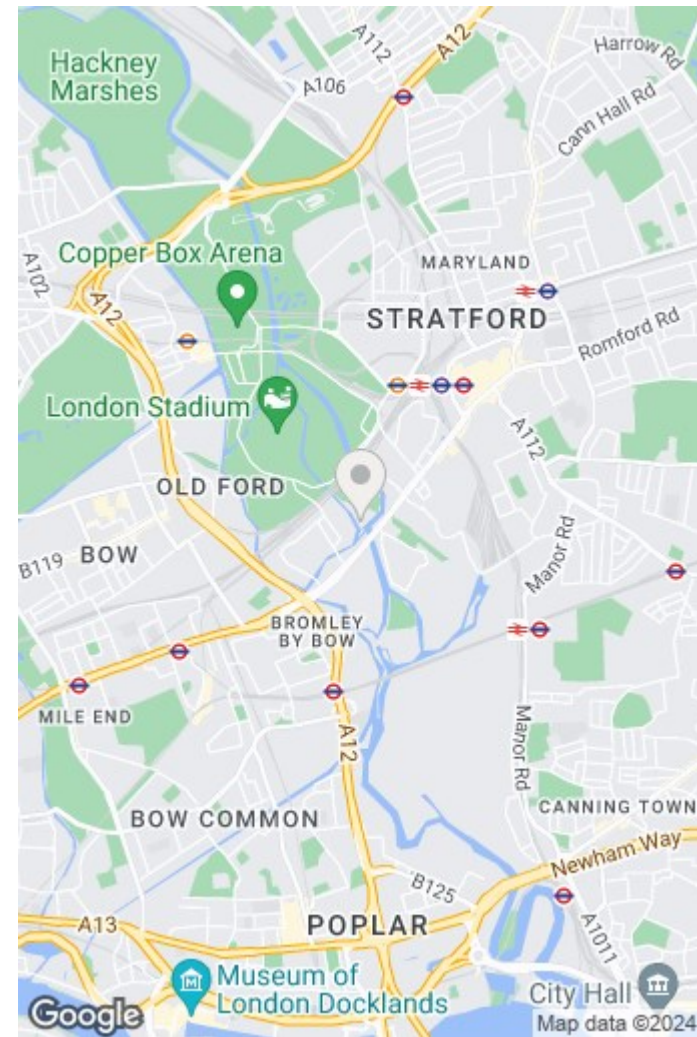 A112
A12
Harrow Rd
Hackney
Marshes
A106
Cann Hall Rd
Copper Box Arena
MARYLAND
A102
A12
STRATFORD
Romford Rd
London Stadium
A112
OLD FORD
Manor Rd
BOW
B119
BROMLEY
BY BOW
MILE END
A12
Manor Rd
CANNING TOWN
BOW COMMON
Newham Way
B125
A13
POPLAR
A1011
Museum of
London Docklands
City Hall
Google
Map data ©2024